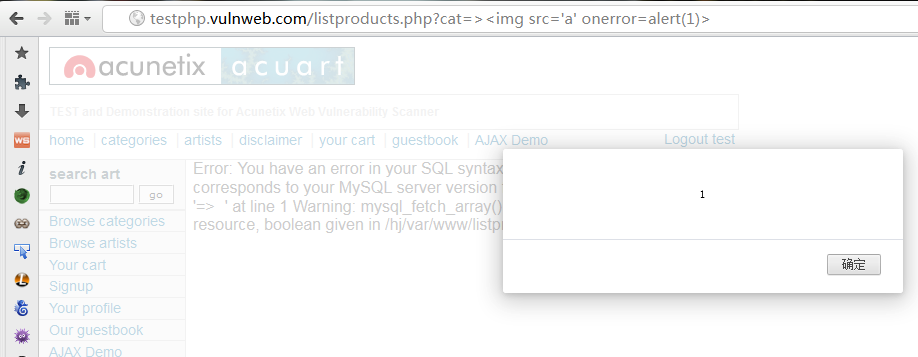 testphp.vulnweb.com/listproducts.php?cat=><img src='a' onerror=alert(1)>
acunetix acuart
TEST and Demonstration site for Acunetix Web Vulnerability Scanner
home | categories | artists | disclaimer | your cart | guestbook | AJAX Demo
Logout test
search art
go
Browse categories
Browse artists
Your cart
Signup
Your profile
Our guestbook
AJAX Demo
Error: You have an error in your SQL syntax
corresponds to your MySQL server version
'=> ' at line 1 Warning: mysql_fetch_array()
resource, boolean given in /hj/var/www/listpr
1
确定
WS
i